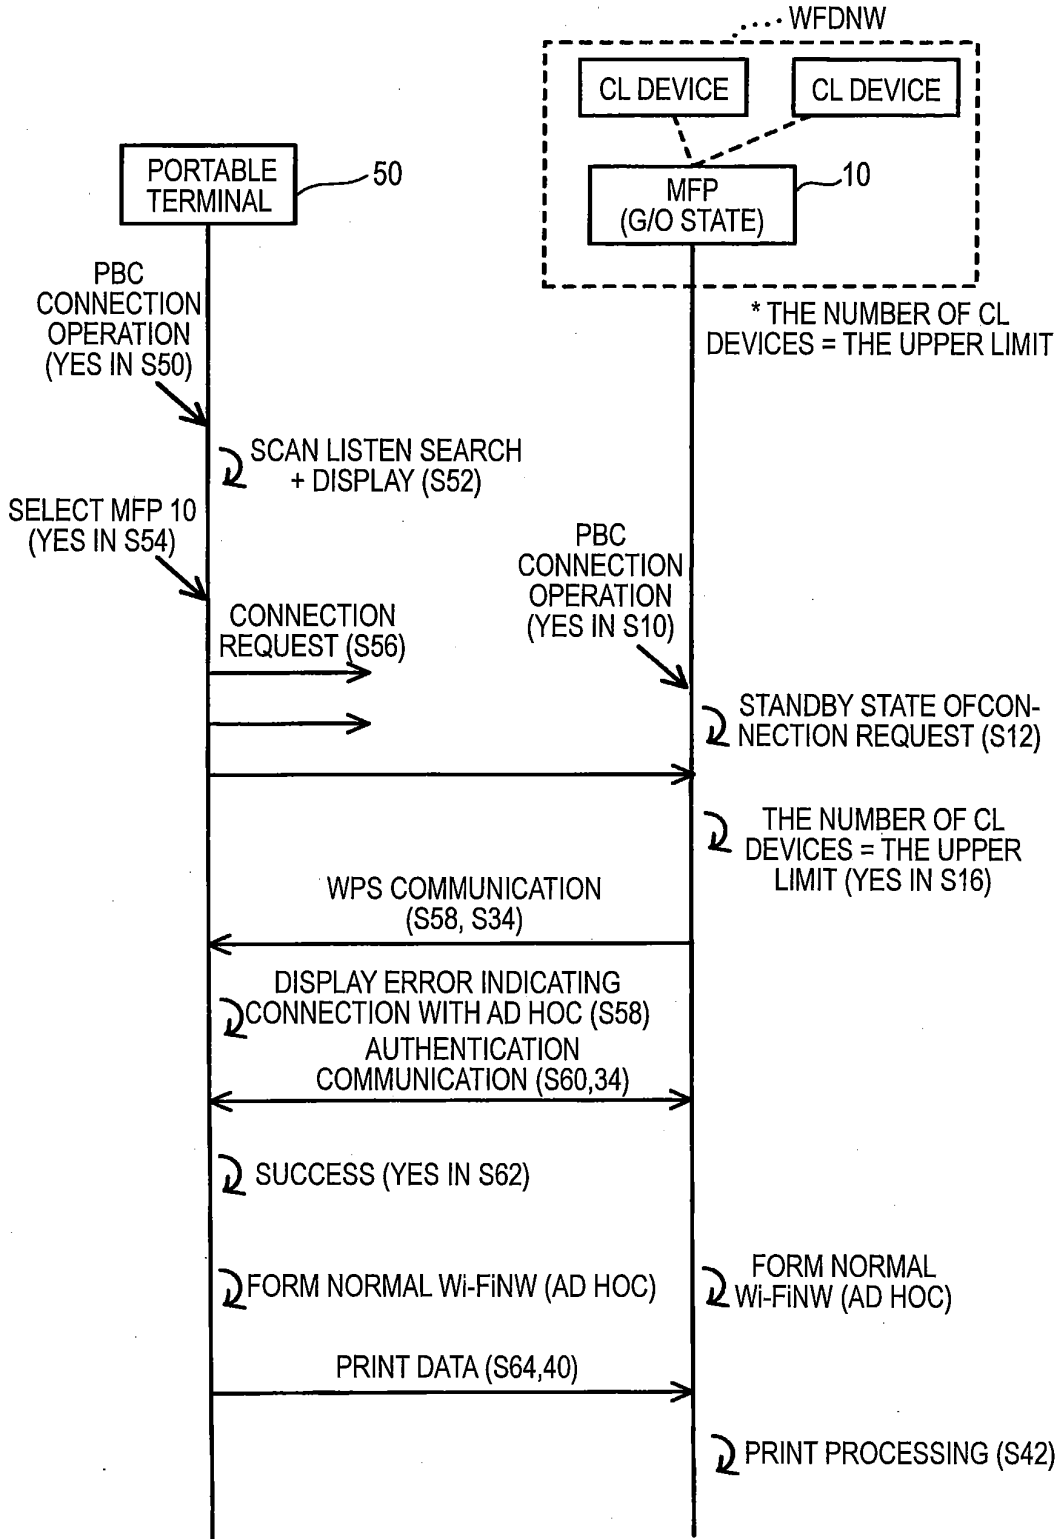 WFDNW
CL DEVICE
CL DEVICE
PORTABLE
TERMINAL
50
MFP
(G/O STATE)
10
PBC
CONNECTION
OPERATION
(YES IN S50)
* THE NUMBER OF CL
DEVICES = THE UPPER LIMIT
SCAN LISTEN SEARCH
+ DISPLAY (S52)
SELECT MFP 10
(YES IN S54)
PBC
CONNECTION
OPERATION
(YES IN S10)
CONNECTION
REQUEST (S56)
STANDBY STATE OFCON-
NECTION REQUEST (S12)
THE NUMBER OF CL
DEVICES = THE UPPER
LIMIT (YES IN S16)
WPS COMMUNICATION
(S58, S34)
DISPLAY ERROR INDICATING
CONNECTION WITH AD HOC (S58)
AUTHENTICATION
COMMUNICATION (S60,34)
SUCCESS (YES IN S62)
FORM NORMAL Wi-FiNW (AD HOC)
FORM NORMAL
Wi-FiNW (AD HOC)
PRINT DATA (S64,40)
PRINT PROCESSING (S42)